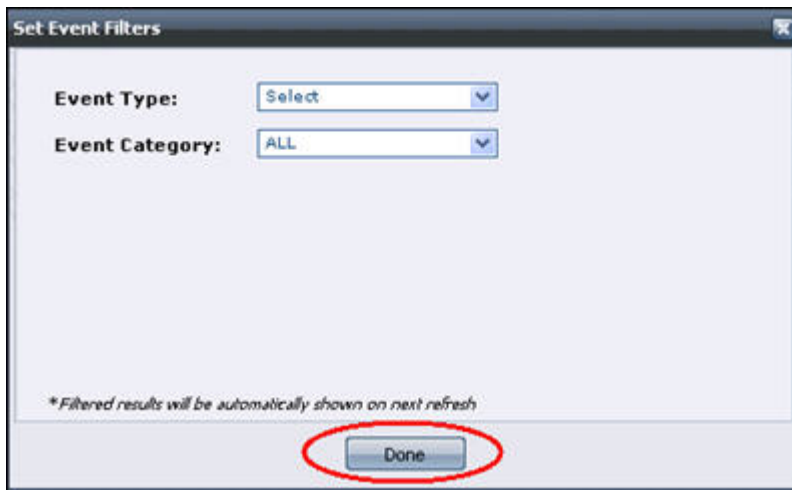 Set Event Filters
Event Type: Select
Event Category: ALL
*Filtered results will be automatically shown on next refresh
Done